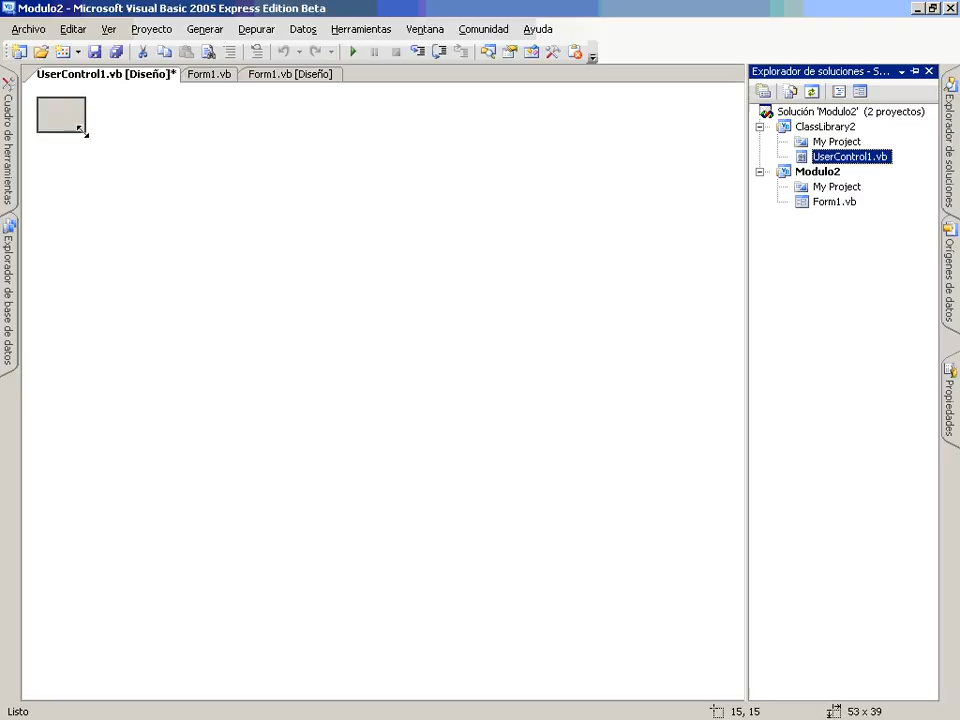 Modulo2 - Microsoft Visual Basic 2005 Express Edition Beta
Archivo Editar Ver Proyecto Generar Depurar Datos Herramientas Ventana Comunidad Ayuda
UserControl1.vb [Diseño]* Form1.vb Form1.vb [Diseño]
Explorador de soluciones - S...
Cuadro de herramientas
Explorador de base de datos
Solución 'Modulo2' (2 proyectos)
ClassLibrary2
My Project
UserControl1.vb
Modulo2
My Project
Form1.vb
Explorador de soluciones
Orígenes de datos
Propiedades
Listo
15, 15
53 x 39